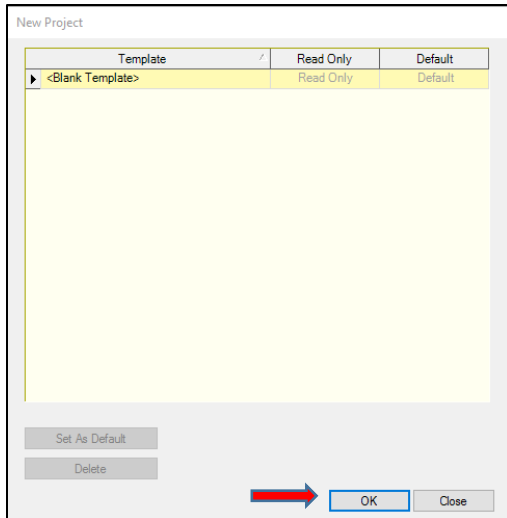 New Project
Template Read Only Default
<Blank Template> Read Only Default
Set As Default
Delete
OK Close